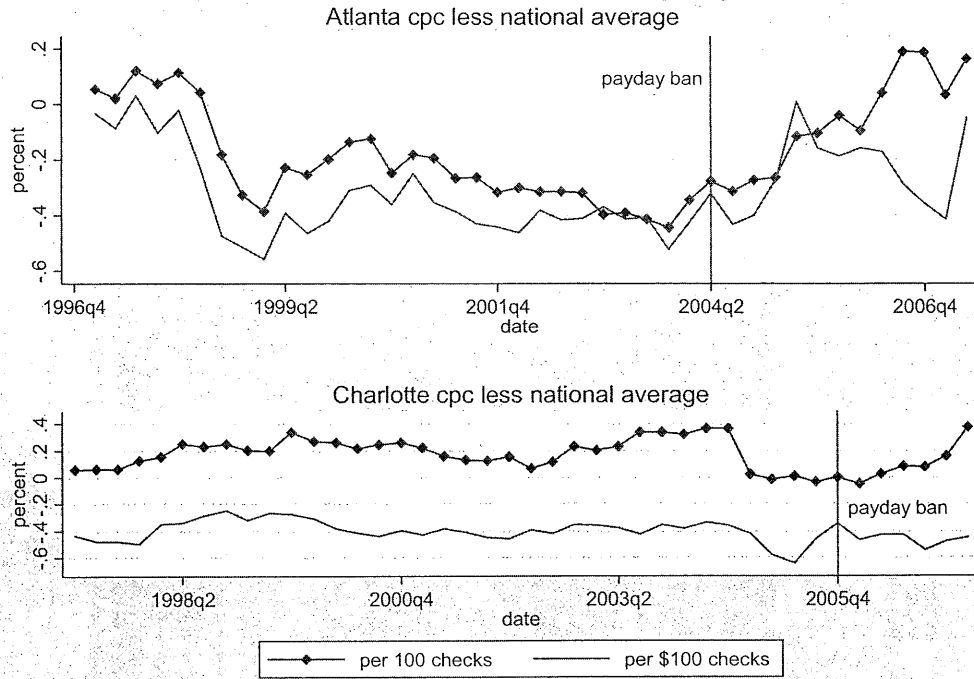 Atlanta cpc less national average
percent
.2
0
-.2
-.4
-.6
payday ban
1996q4
1999q2
2001q4
2004q2
2006q4
date
Charlotte cpc less national average
percent
.4
.2
0
-.2
-.4
-.6
payday ban
1998q2
2000q4
2003q2
2005q4
date
per 100 checks
per $100 checks